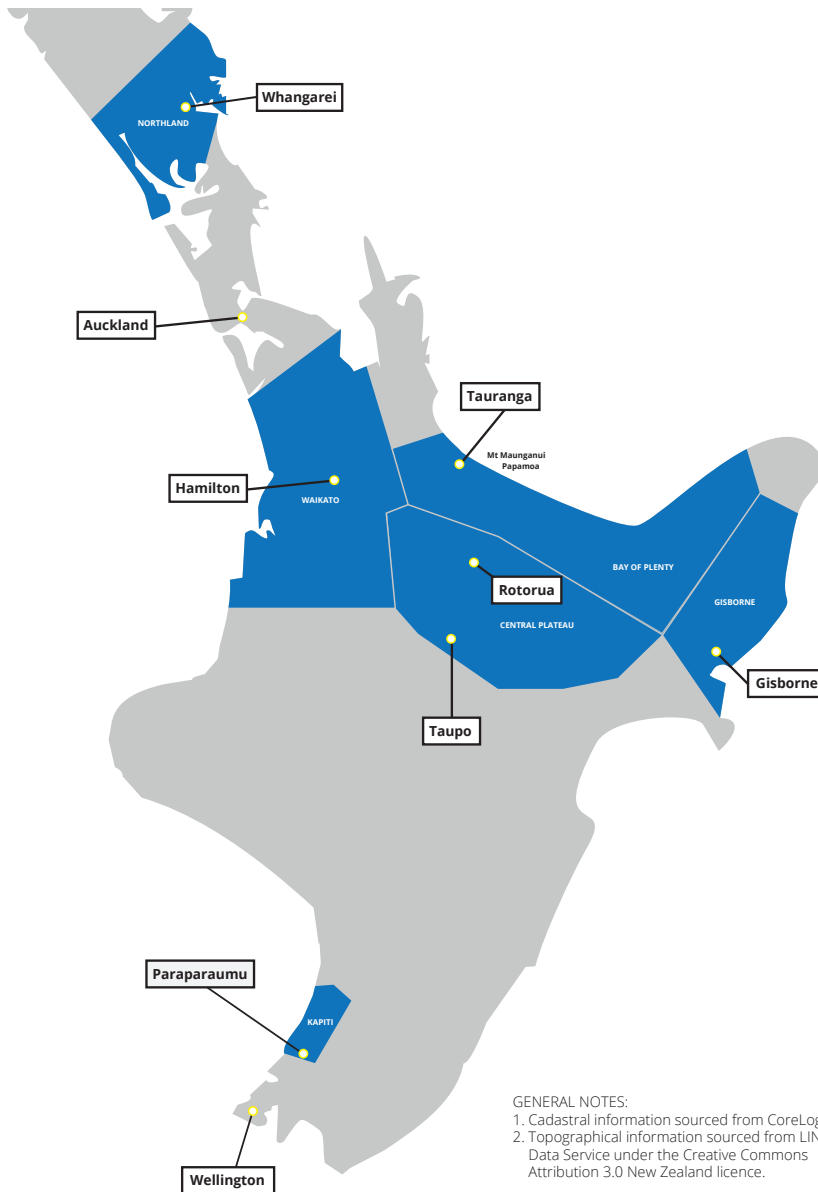 Whangarei
NORTHLAND
Auckland
Tauranga
Mt Maunganui
Papamoa
Hamilton
WAIKATO
BAY OF PLENTY
Rotorua
GISBORNE
CENTRAL PLATEAU
Gisborne
Taupo
Paraparaumu
KAPITI
GENERAL NOTES:
1. Cadastral information sourced from CoreLog
2. Topographical information sourced from LIN
Data Service under the Creative Commons
Attribution 3.0 New Zealand licence.
Wellington